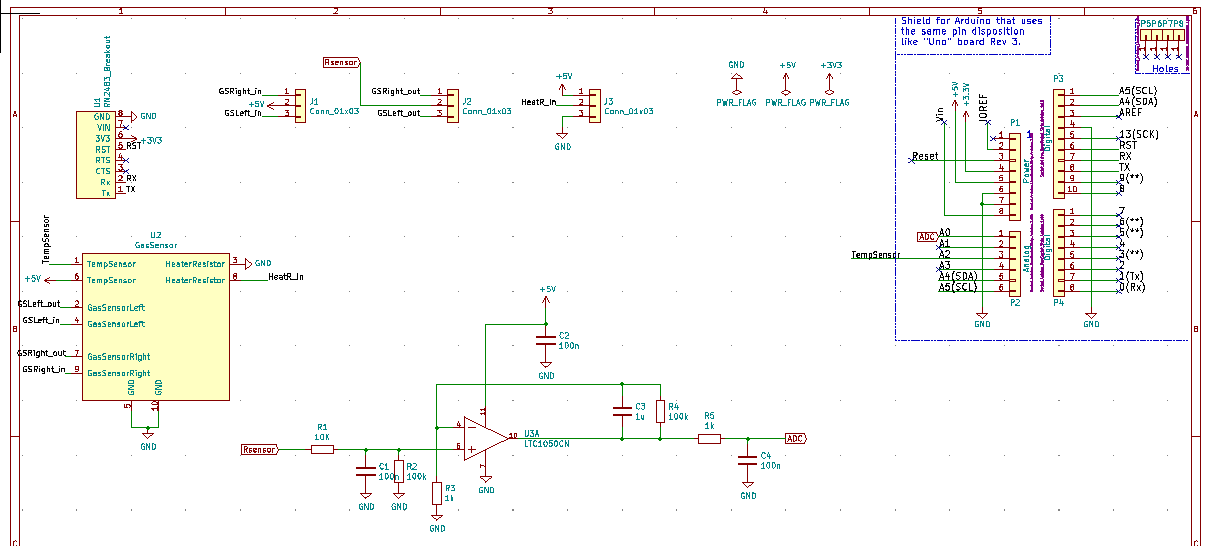 1 2 3 4 5 6
Shield for Arduino that uses
the same pin disposition
like "Uno" board Rev 3.
P5P6P7P8
1 1 1 1
Holes
A
A
B
B
C
C
U1
RN2483_Breakout
GND 8 GND
VIN 7
3V3 6 +3V3
RST 5 RST
RTS 4
CTS 3
Rx 2 RX
Tx 1 TX
GSRight_in 1
+5V 2
GSLeft_in 3
J1
Conn_01x03
Rsensor
GSRight_out 1
2
GSLeft_out 3
J2
Conn_01x03
+5V
1
HeatR_in 2
3
J3
Conn_01x03
GND
GND
PWR_FLAG
+5V
PWR_FLAG
+3V3
PWR_FLAG
Vin
+5V
+3.3V
IOREF
Reset
P1
Power
1
2
3
4
5
6
7
8
P3
Digital
1 A5(SCL)
2 A4(SDA)
3 AREF
4
5 13(SCK)
6 RST
7 RX
8 TX
9 9(**)
10 8
ADC
A0 1
A1 2
TempSensor A2 3
A3 4
A4(SDA) 5
A5(SCL) 6
Analog
P2
Digital
1 7
2 6(**)
3 5(**)
4 4
5 3(**)
6 2
7 1(Tx)
8 0(Rx)
P4
GND
GND
U2
GasSensor
TempSensor
1 TempSensor
+5V 6 TempSensor
HeaterResistor 3 GND
HeaterResistor 8 HeatR_in
GSLeft_out 2 GasSensorLeft
GSLeft_in 4 GasSensorLeft
GSRight_out 7 GasSensorRight
GSRight_in 9 GasSensorRight
GND GND
5 10
GND
+5V
C2
100n
GND
Rsensor
R1
10K
C1
100n
GND
R2
100k
GND
R3
1k
GND
11
4
6
7
10
U3A
LTC1050CN
GND
C3
1u
R4
100k
R5
1k
C4
100n
GND
ADC